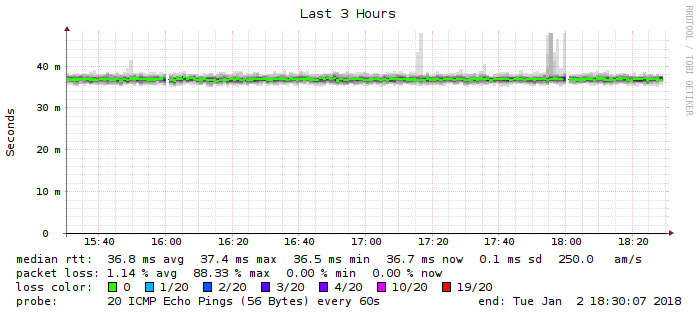 Last 3 Hours
RRDTOOL / TOBI OETIKER
Seconds
40 m
30 m
20 m
10 m
0
15:40 16:00 16:20 16:40 17:00 17:20 17:40 18:00 18:20
median rtt: 36.8 ms avg 37.4 ms max 36.5 ms min 36.7 ms now 0.1 ms sd 250.0 am/s
packet loss: 1.14 % avg 88.33 % max 0.00 % min 0.00 % now
loss color: 0 1/20 2/20 3/20 4/20 10/20 19/20
probe: 20 ICMP Echo Pings (56 Bytes) every 60s end: Tue Jan 2 18:30:07 2018